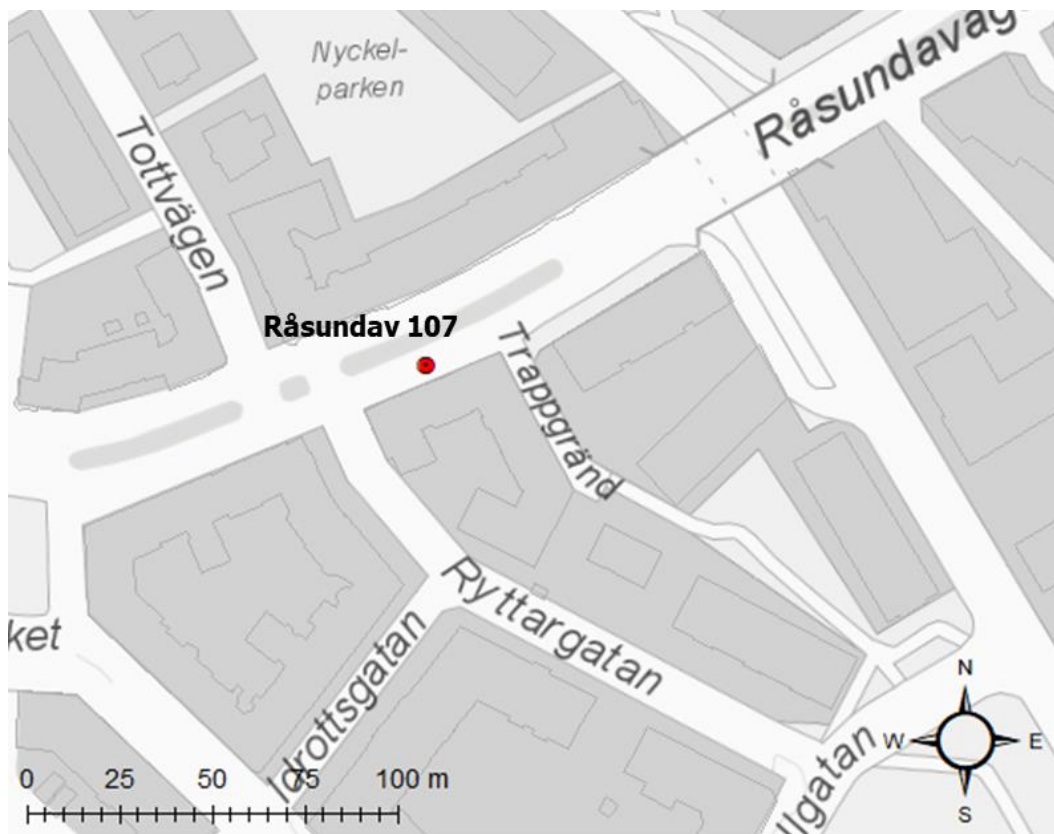 Nyckel-
parken
Råsundaväg
Tottvägen
Råsundav 107
Trappgränd
Ryttargatan
ket
Idrottsgatan
llgatan
N
W E
S
0 25 50 75 100 m